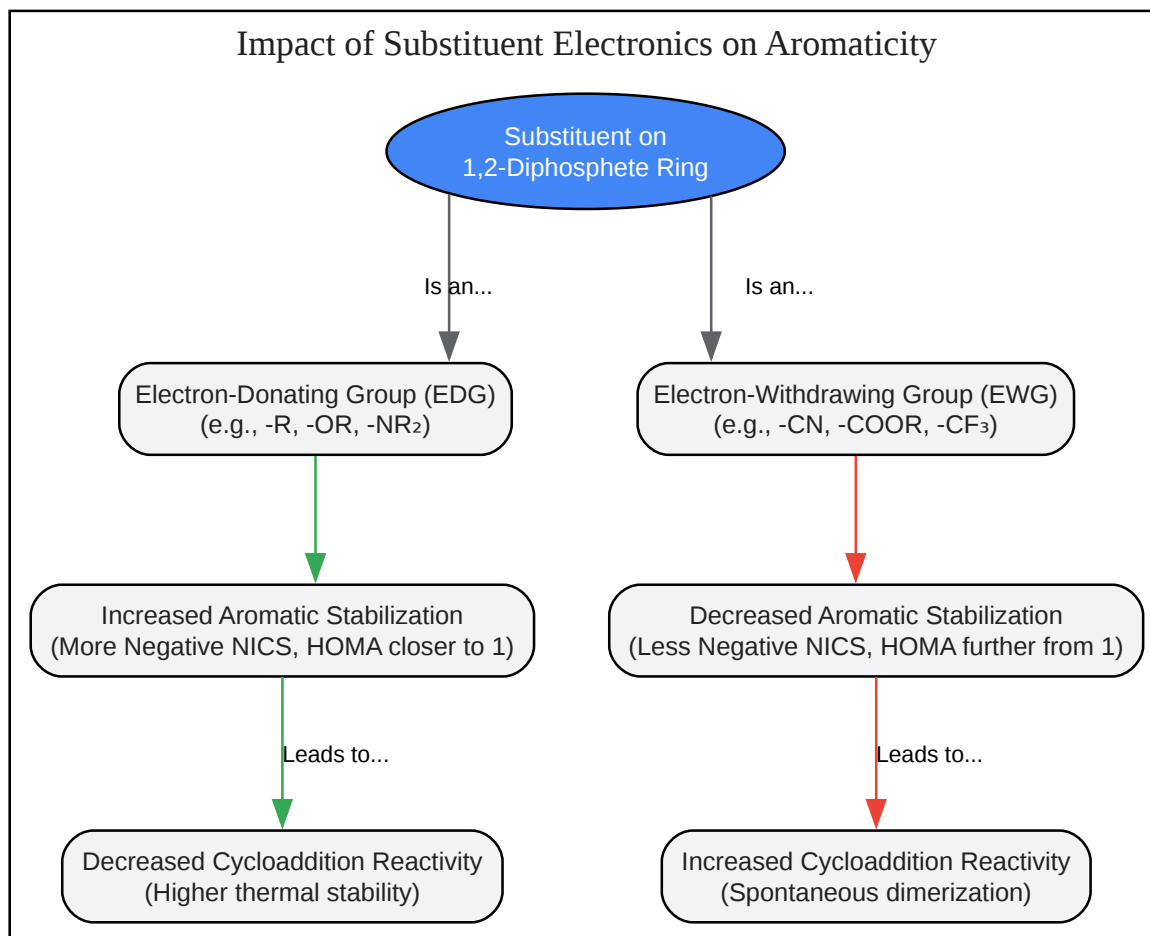 Impact of Substituent Electronics on Aromaticity
Substituent on
1,2-Diphosphete Ring
Is an...
Is an...
Electron-Donating Group (EDG)
(e.g., -R, -OR, -NR₂)
Electron-Withdrawing Group (EWG)
(e.g., -CN, -COOR, -CF₃)
Increased Aromatic Stabilization
(More Negative NICS, HOMA closer to 1)
Decreased Aromatic Stabilization
(Less Negative NICS, HOMA further from 1)
Leads to...
Leads to...
Decreased Cycloaddition Reactivity
(Higher thermal stability)
Increased Cycloaddition Reactivity
(Spontaneous dimerization)